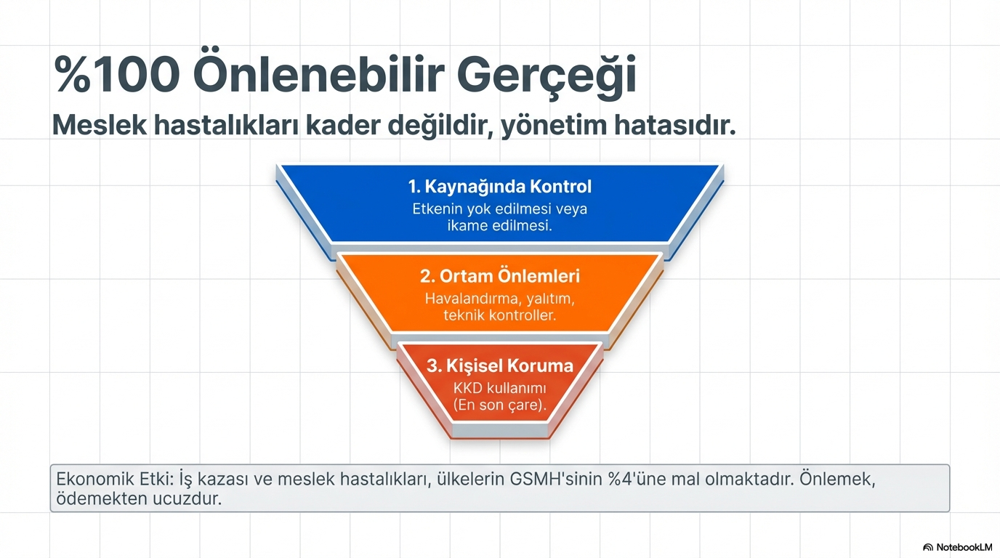 %100 Önlenebilir Gerçeği
Meslek hastalıkları kader değildir, yönetim hatasıdır.
1. Kaynağında Kontrol
Etkenin yok edilmesi veya
ikame edilmesi.
2. Ortam Önlemleri
Havalandırma, yalıtım,
teknik kontroller.
3. Kişisel Koruma
KKD kullanımı
(En son çare).
Ekonomik Etki: İş kazası ve meslek hastalıkları, ülkelerin GSMH'sinin %4'üne mal olmaktadır. Önlemek,
ödemekten ucuzdur.
NotebookLM